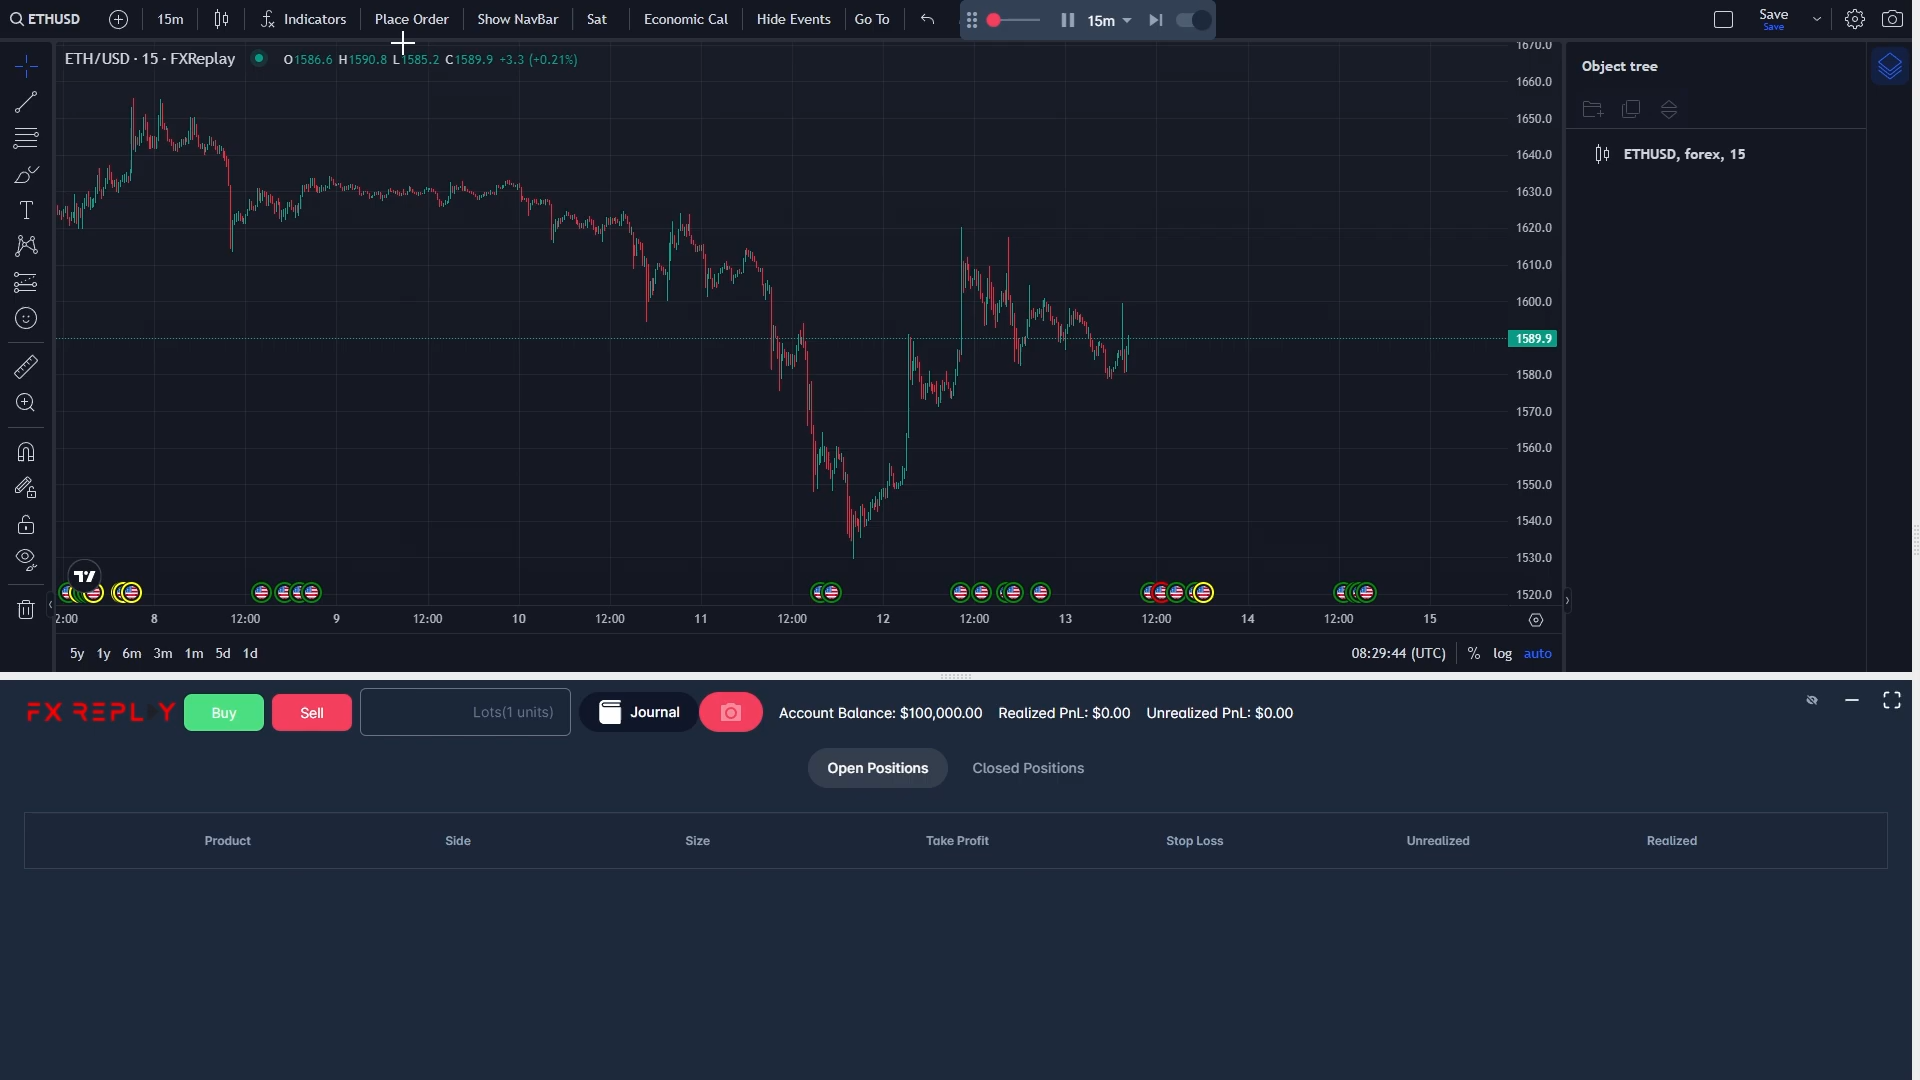 ETHUSD 15m Indicators Place Order Show NavBar Sat Economic Cal Hide Events Go To 15m Save
Save
ETH/USD · 15 · FXReplay O1586.6 H1590.8 L1585.2 C1589.9 +3.3 (+0.21%)
1670.0
1660.0
1650.0
1640.0
1630.0
1620.0
1610.0
1600.0
1589.9
1580.0
1570.0
1560.0
1550.0
1540.0
1530.0
1520.0
2:00 8 12:00 9 12:00 10 12:00 11 12:00 12 12:00 13 12:00 14 12:00 15
5y 1y 6m 3m 1m 5d 1d 08:29:44 (UTC) % log auto
Object tree
ETHUSD, forex, 15
FX REPLAY Buy Sell Lots(1 units) Journal Account Balance: $100,000.00 Realized PnL: $0.00 Unrealized PnL: $0.00
Open Positions Closed Positions
Product Side Size Take Profit Stop Loss Unrealized Realized